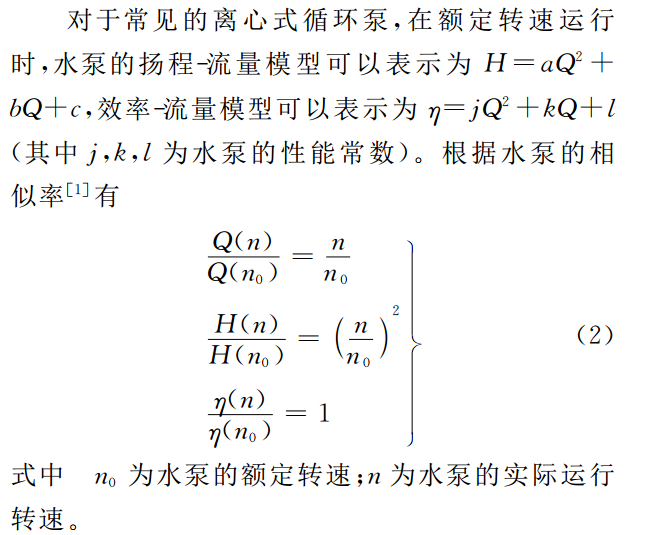 对于常见的离心式循环泵,在额定转速运行
时,水泵的扬程-流量模型可以表示为 H=aQ²+
bQ+c,效率-流量模型可以表示为 η=jQ²+kQ+l
(其中 j,k,l 为水泵的性能常数)。根据水泵的相
似率[1]有
Q(n)/Q(n₀) = n/n₀
H(n)/H(n₀) = (n/n₀)²
(2)
η(n)/η(n₀) = 1
式中 n₀ 为水泵的额定转速;n 为水泵的实际运行
转速。